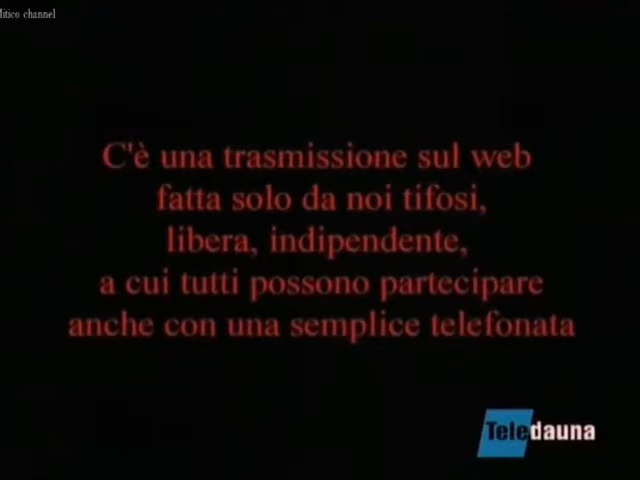 Mitico channel
C'è una trasmissione sul web
fatta solo da noi tifosi,
libera, indipendente,
a cui tutti possono partecipare
anche con una semplice telefonata
Teledauna